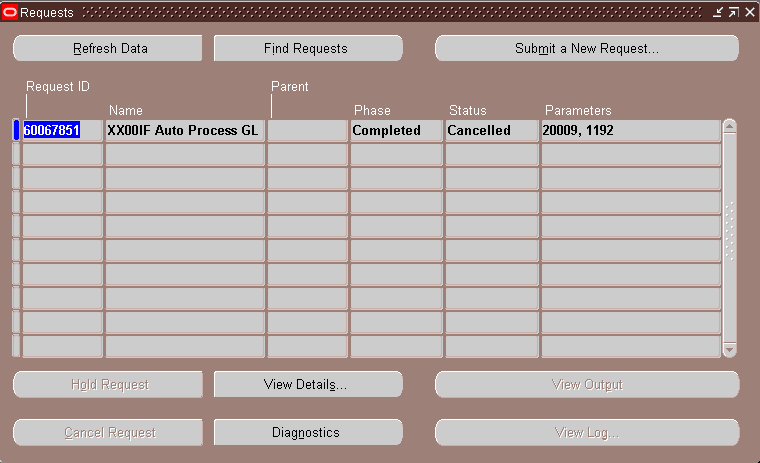 Requests
Refresh Data Find Requests Submit a New Request...
Request ID Parent
Name Phase Status Parameters
60067851 XX00IF Auto Process GL Completed Cancelled 20009, 1192
Hold Request View Details... View Output
Cancel Request Diagnostics View Log...